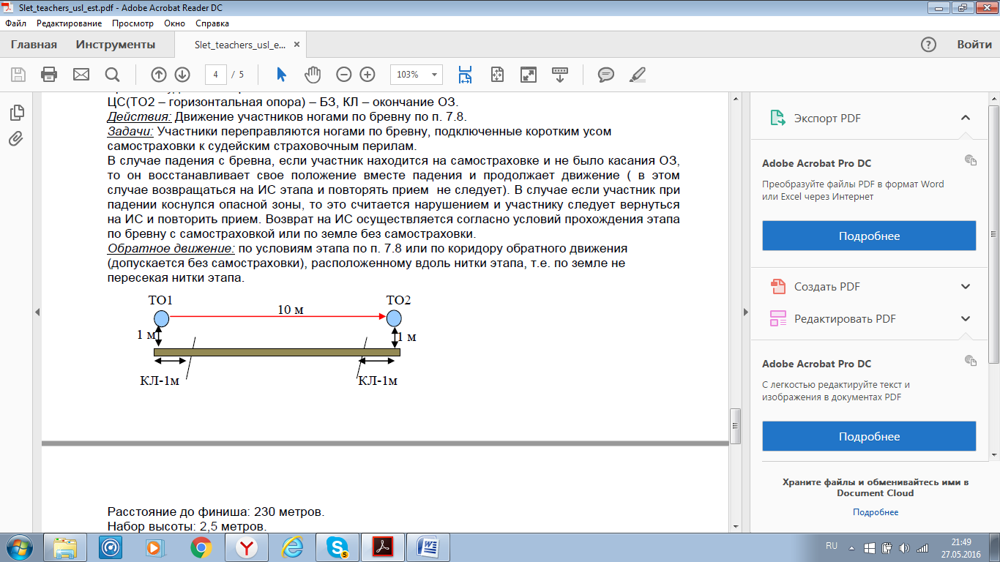 Slet_teachers_usl_est.pdf - Adobe Acrobat Reader DC
Файл Редактирование Просмотр Окно Справка
Главная Инструменты Slet_teachers_usl_e... × ? Войти
4 / 5 103%
ЦС(ТО2 – горизонтальная опора) – БЗ, КЛ – окончание ОЗ.
Действия: Движение участников ногами по бревну по п. 7.8.
Задачи: Участники переправляются ногами по бревну, подключенные коротким усом
самостраховки к судейским страховочным перилам.
В случае падения с бревна, если участник находится на самостраховке и не было касания ОЗ,
то он восстанавливает свое положение вместе падения и продолжает движение ( в этом
случае возвращаться на ИС этапа и повторять прием не следует). В случае если участник при
падении коснулся опасной зоны, то это считается нарушением и участнику следует вернуться
на ИС и повторить прием. Возврат на ИС осуществляется согласно условий прохождения этапа
по бревну с самостраховкой или по земле без самостраховки.
Обратное движение: по условиям этапа по п. 7.8 или по коридору обратного движения
(допускается без самостраховки), расположенному вдоль нитки этапа, т.е. по земле не
пересекая нитки этапа.
ТО1 ТО2
10 м
1 м 1 м
КЛ-1м КЛ-1м
Расстояние до финиша: 230 метров.
Набор высоты: 2,5 метров.
Экспорт PDF
Adobe Acrobat Pro DC
Преобразуйте файлы PDF в формат Word
или Excel через Интернет
Подробнее
Создать PDF
Редактировать PDF
Adobe Acrobat Pro DC
С легкостью редактируйте текст и
изображения в документах PDF
Подробнее
Храните файлы и обменивайтесь ими в
Document Cloud
Подробнее
RU 21:49
27.05.2016